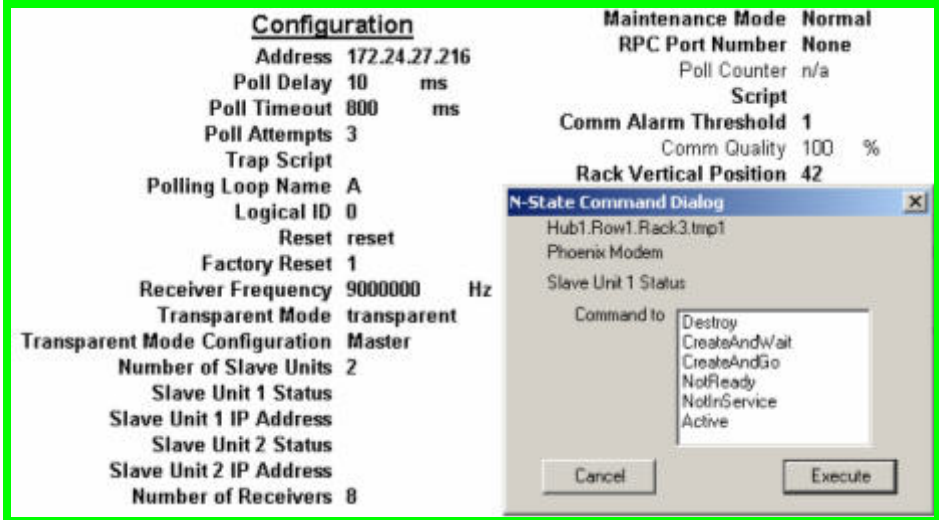 Configuration
Address 172.24.27.216
Poll Delay 10 ms
Poll Timeout 800 ms
Poll Attempts 3
Trap Script
Polling Loop Name A
Logical ID 0
Reset reset
Factory Reset 1
Receiver Frequency 9000000 Hz
Transparent Mode transparent
Transparent Mode Configuration Master
Number of Slave Units 2
Slave Unit 1 Status
Slave Unit 1 IP Address
Slave Unit 2 Status
Slave Unit 2 IP Address
Number of Receivers 8
Maintenance Mode Normal
RPC Port Number None
Poll Counter n/a
Script
Comm Alarm Threshold 1
Comm Quality 100 %
Rack Vertical Position 42
N-State Command Dialog
Hub1.Row1.Rack3.tmp1
Phoenix Modem
Slave Unit 1 Status
Command to
Destroy
CreateAndWait
CreateAndGo
NotReady
NotInService
Active
Cancel Execute